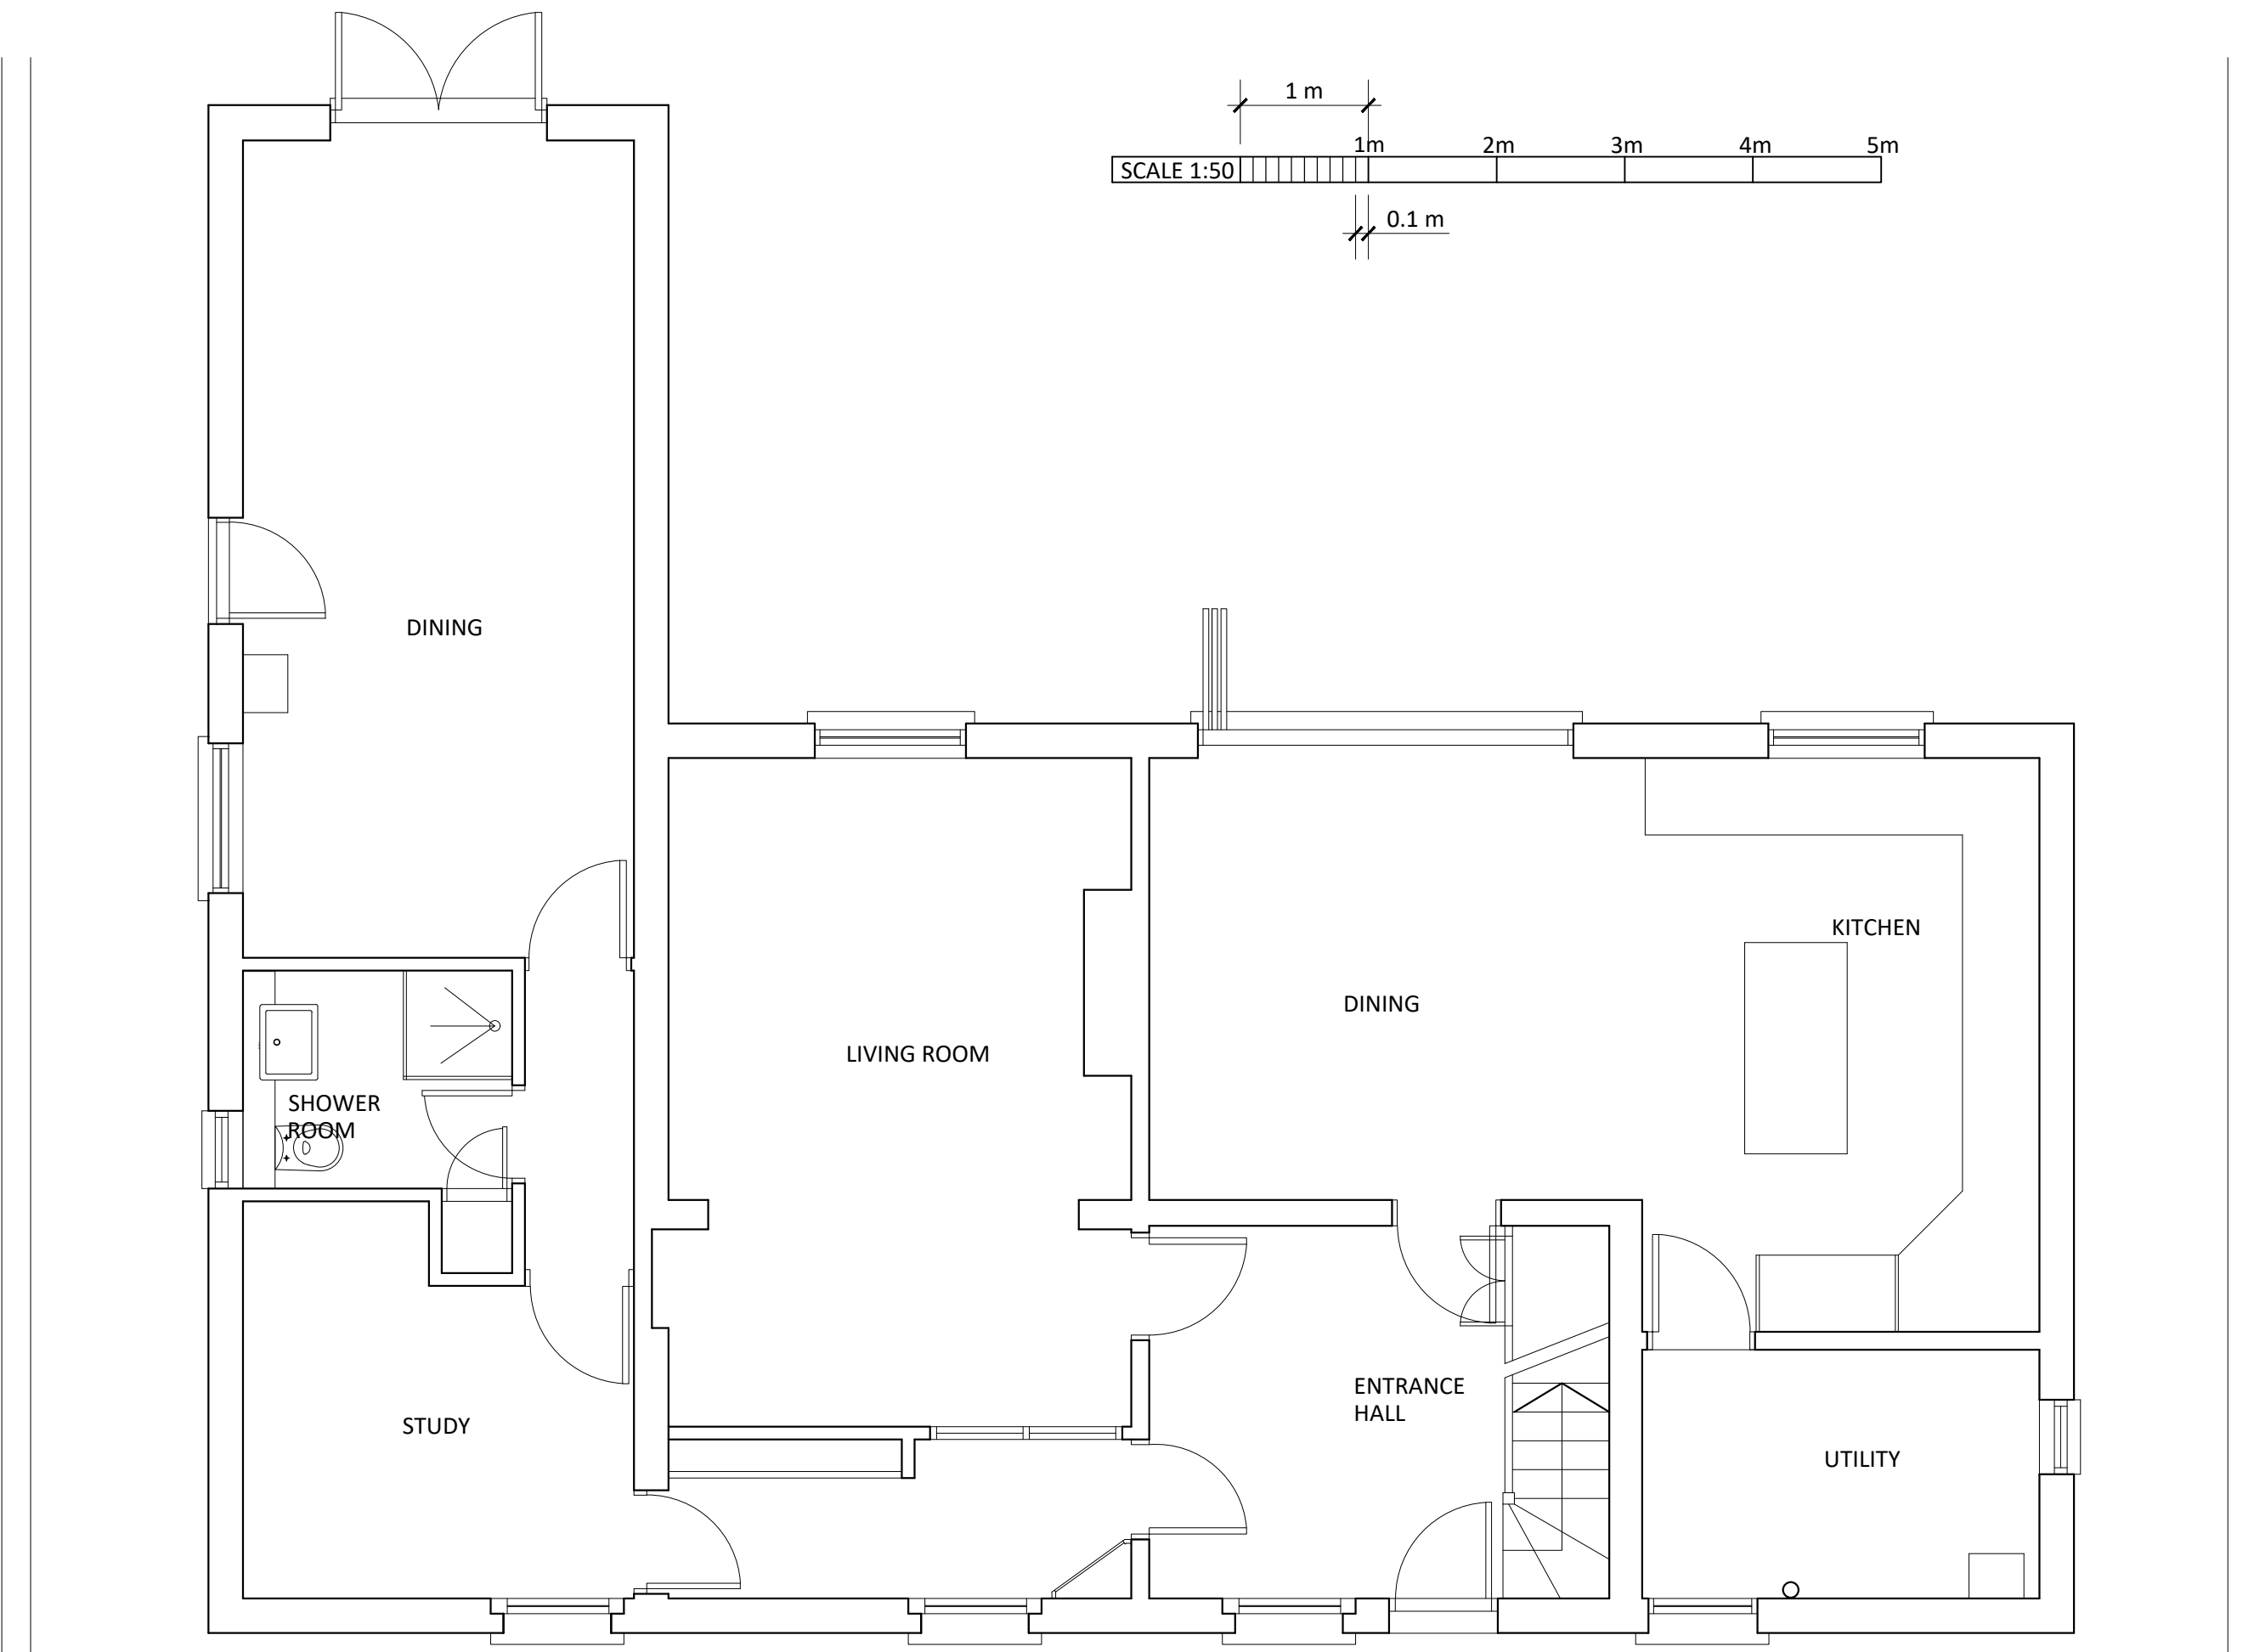 1 m
1m 2m 3m 4m 5m
SCALE 1:50
0.1 m
DINING
KITCHEN
DINING
LIVING ROOM
SHOWER
ROOM
ENTRANCE
HALL
STUDY
UTILITY